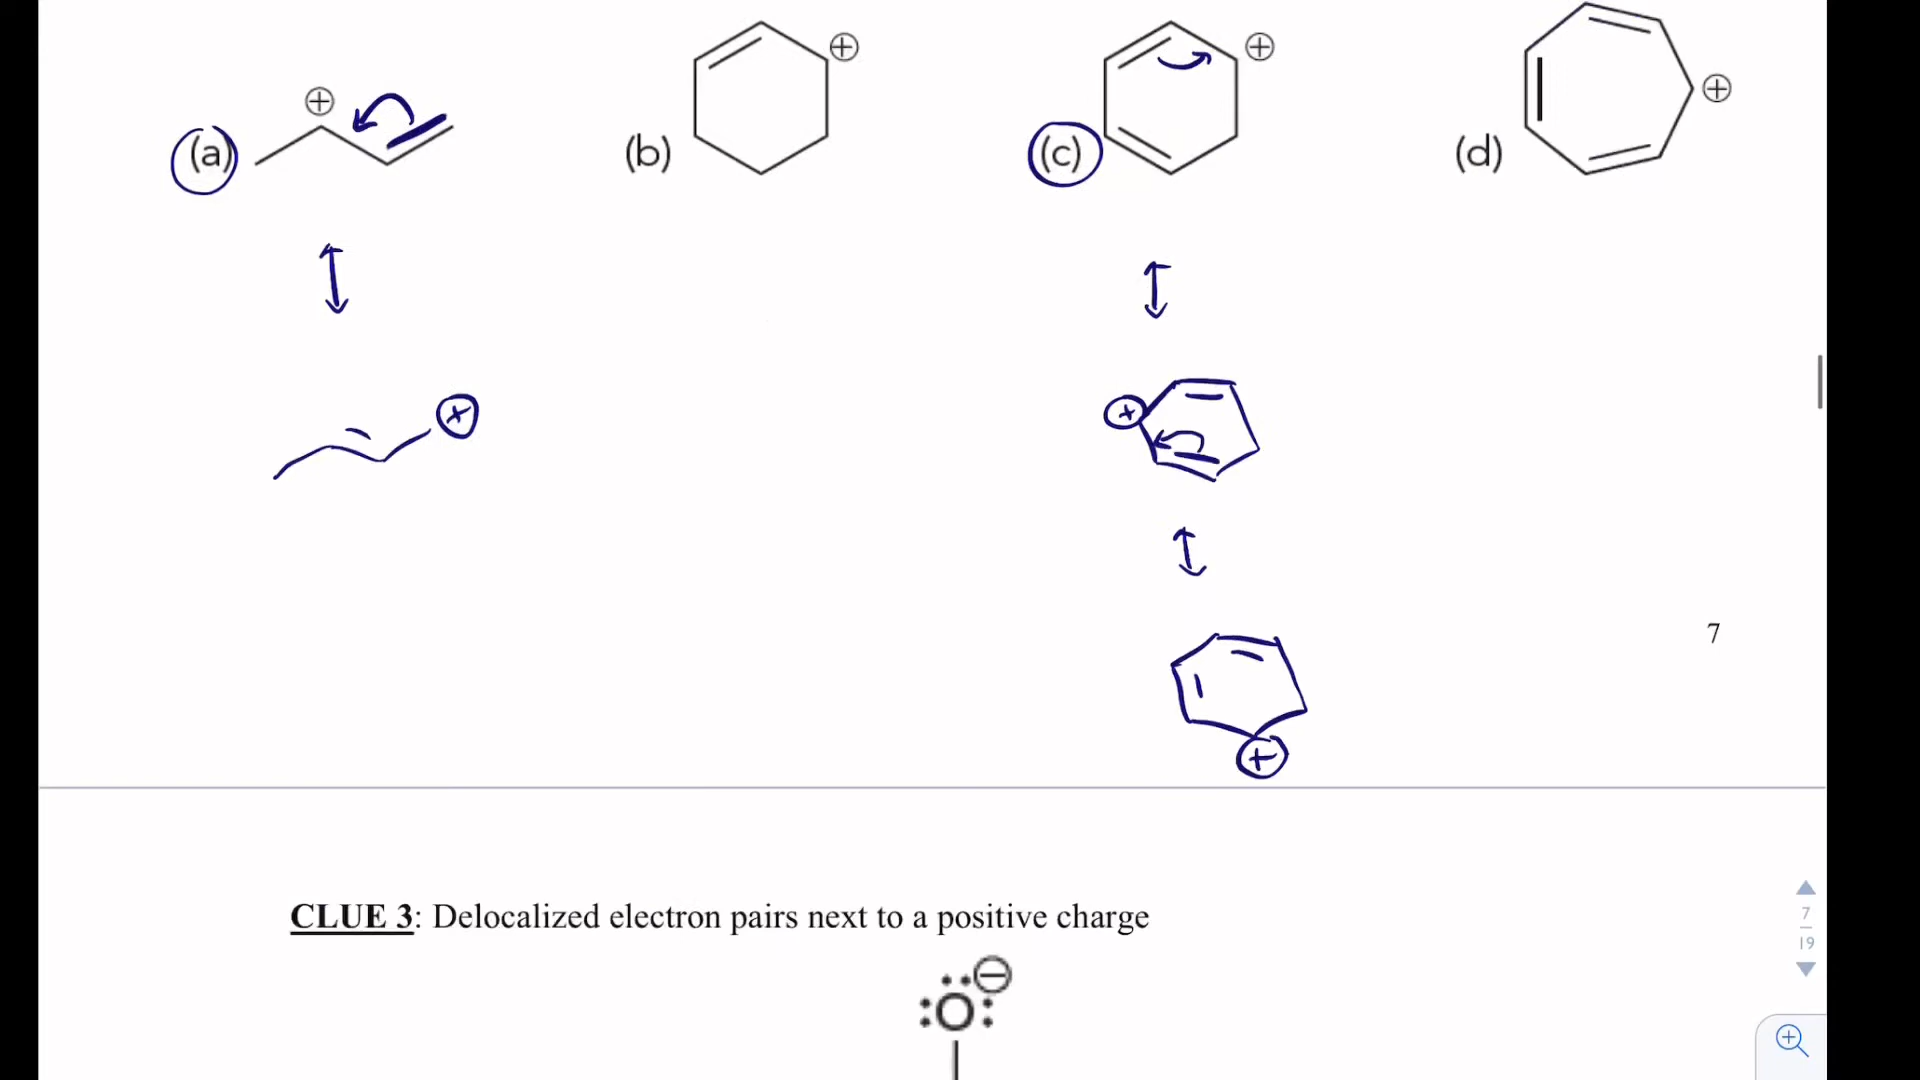 ⊕
⊕
⊕
⊕
(a)
(b)
(c)
(d)
⊕
⊕
7
⊕
CLUE 3: Delocalized electron pairs next to a positive charge
7
19
:Ö:⊖